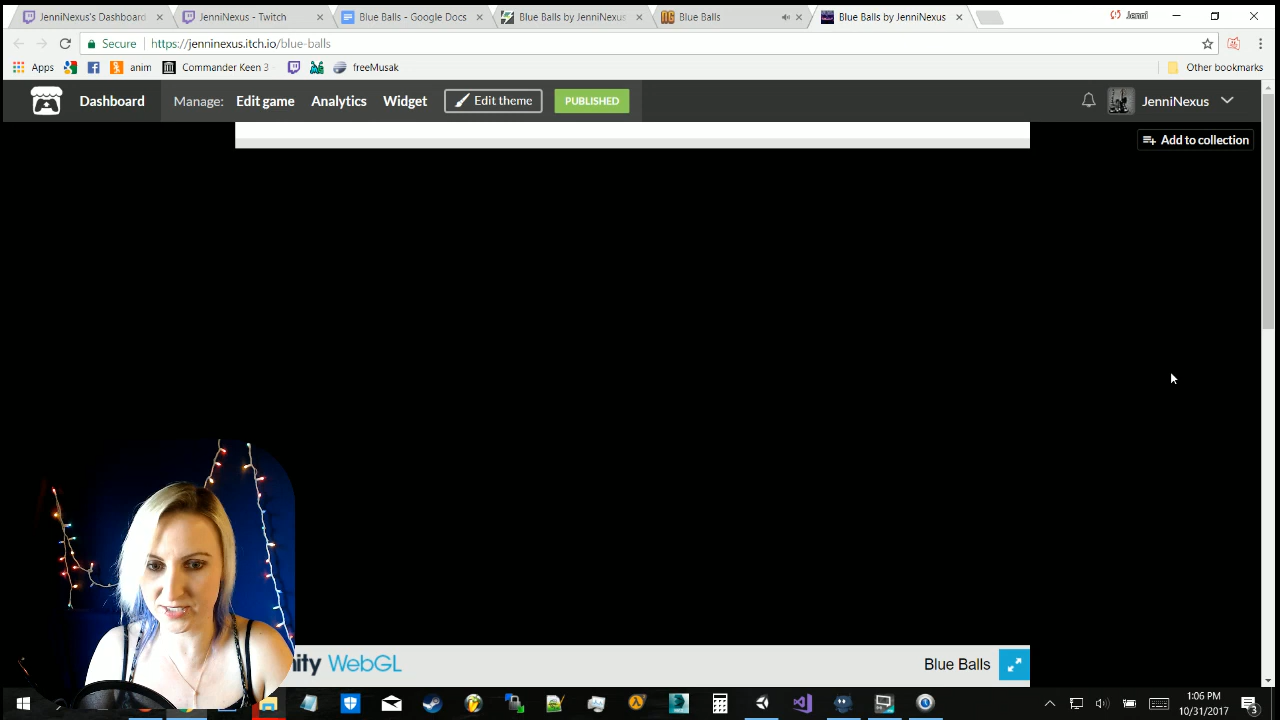 JenniNexus's Dashboard
JenniNexus - Twitch
Blue Balls - Google Docs
Blue Balls by JenniNexus
Blue Balls
Blue Balls by JenniNexus
Jenni
Secure
https://jenninexus.itch.io/blue-balls
Apps
anim
Commander Keen 3
freeMusak
Other bookmarks
Dashboard
Manage:
Edit game
Analytics
Widget
Edit theme
PUBLISHED
JenniNexus
Add to collection
nity WebGL
Blue Balls
1:06 PM
10/31/2017
3